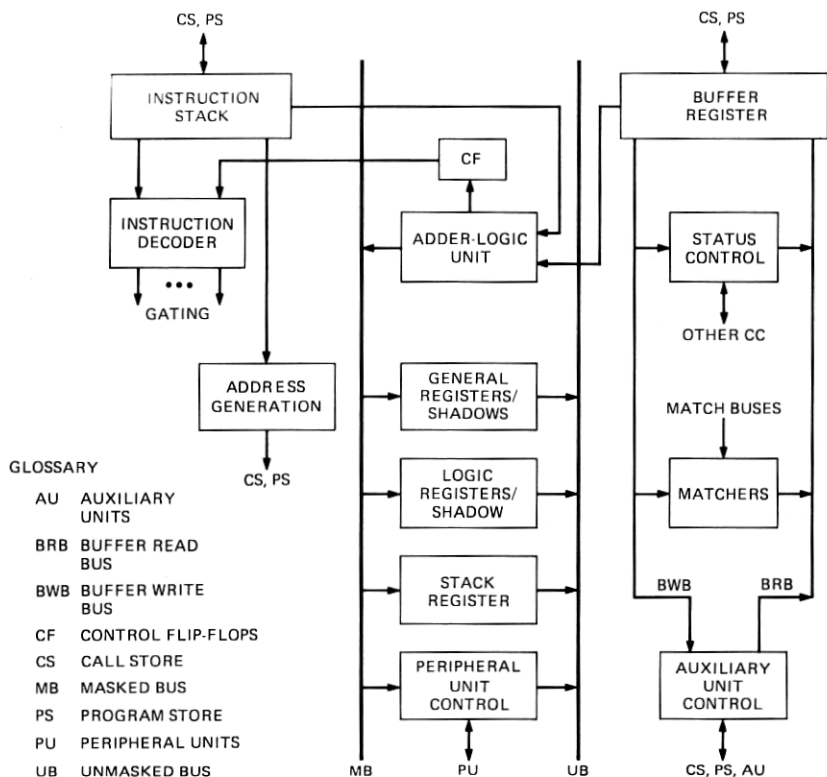 CS, PS
CS, PS
INSTRUCTION
STACK
BUFFER
REGISTER
CF
INSTRUCTION
DECODER
ADDER-LOGIC
UNIT
STATUS
CONTROL
•••
GATING
OTHER CC
ADDRESS
GENERATION
GENERAL
REGISTERS/
SHADOWS
MATCH BUSES
CS, PS
LOGIC
REGISTERS/
SHADOW
MATCHERS
STACK
REGISTER
BWB
BRB
PERIPHERAL
UNIT
CONTROL
AUXILIARY
UNIT
CONTROL
MB
PU
UB
CS, PS, AU
GLOSSARY
AU AUXILIARY
UNITS
BRB BUFFER READ
BUS
BWB BUFFER WRITE
BUS
CF CONTROL FLIP-FLOPS
CS CALL STORE
MB MASKED BUS
PS PROGRAM STORE
PU PERIPHERAL UNITS
UB UNMASKED BUS